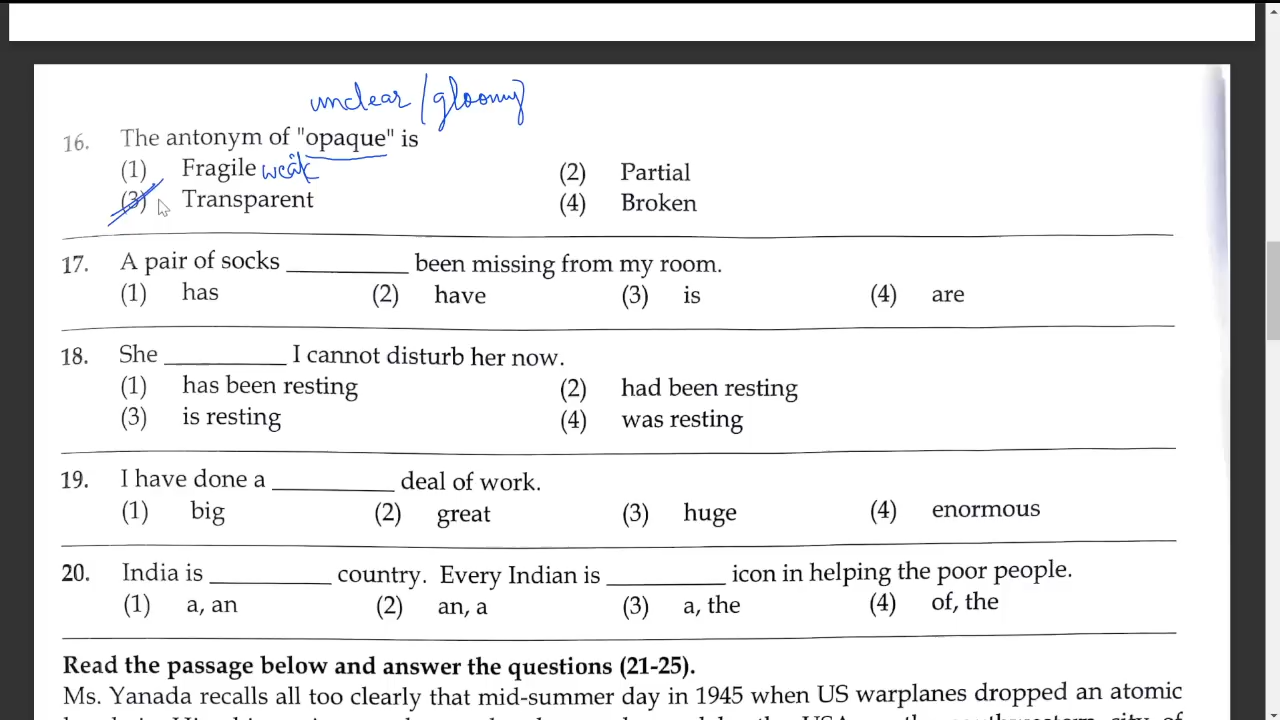 unclear / gloomy
16. The antonym of "opaque" is
(1) Fragile weak (2) Partial
(3) Transparent (4) Broken
17. A pair of socks __________ been missing from my room.
(1) has (2) have (3) is (4) are
18. She __________ I cannot disturb her now.
(1) has been resting (2) had been resting
(3) is resting (4) was resting
19. I have done a __________ deal of work.
(1) big (2) great (3) huge (4) enormous
20. India is __________ country. Every Indian is __________ icon in helping the poor people.
(1) a, an (2) an, a (3) a, the (4) of, the
Read the passage below and answer the questions (21-25).
Ms. Yanada recalls all too clearly that mid-summer day in 1945 when US warplanes dropped an atomic